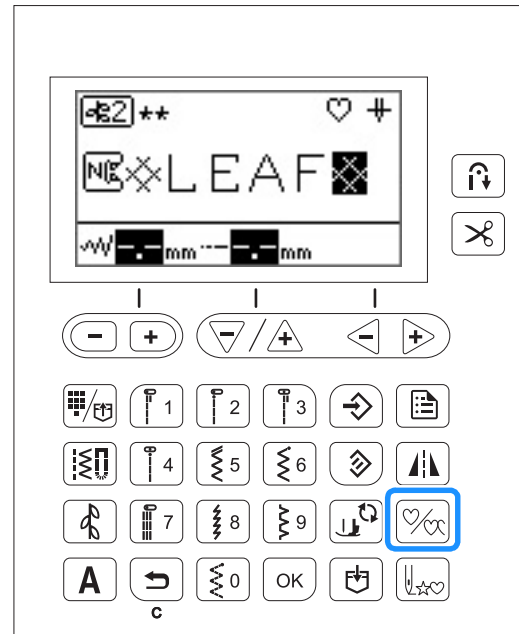 2 **
N LEAF
-.- mm -.- mm
- + - / + - +
1 2 3
4 5 6
7 8 9
A 0 OK
C